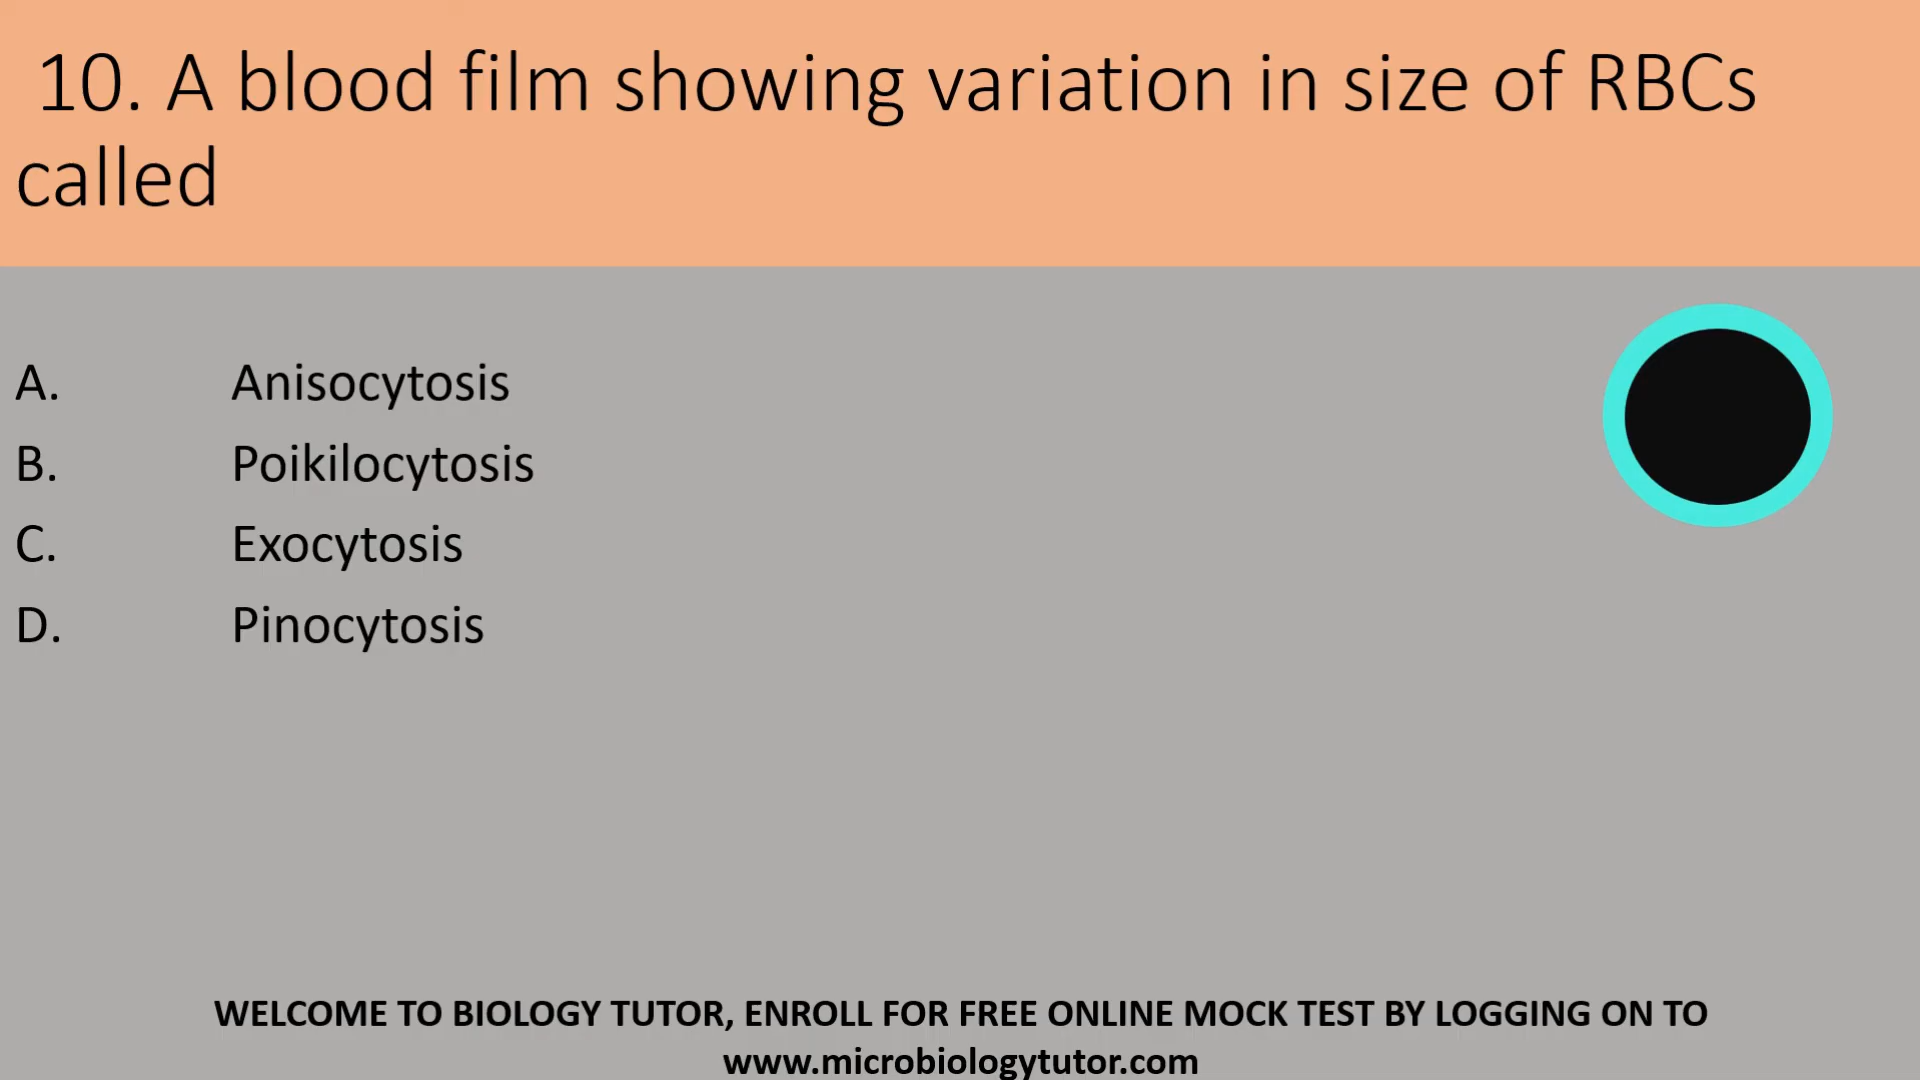 10. A blood film showing variation in size of RBCs
called
A. Anisocytosis
B. Poikilocytosis
C. Exocytosis
D. Pinocytosis
WELCOME TO BIOLOGY TUTOR, ENROLL FOR FREE ONLINE MOCK TEST BY LOGGING ON TO
www.microbiologytutor.com